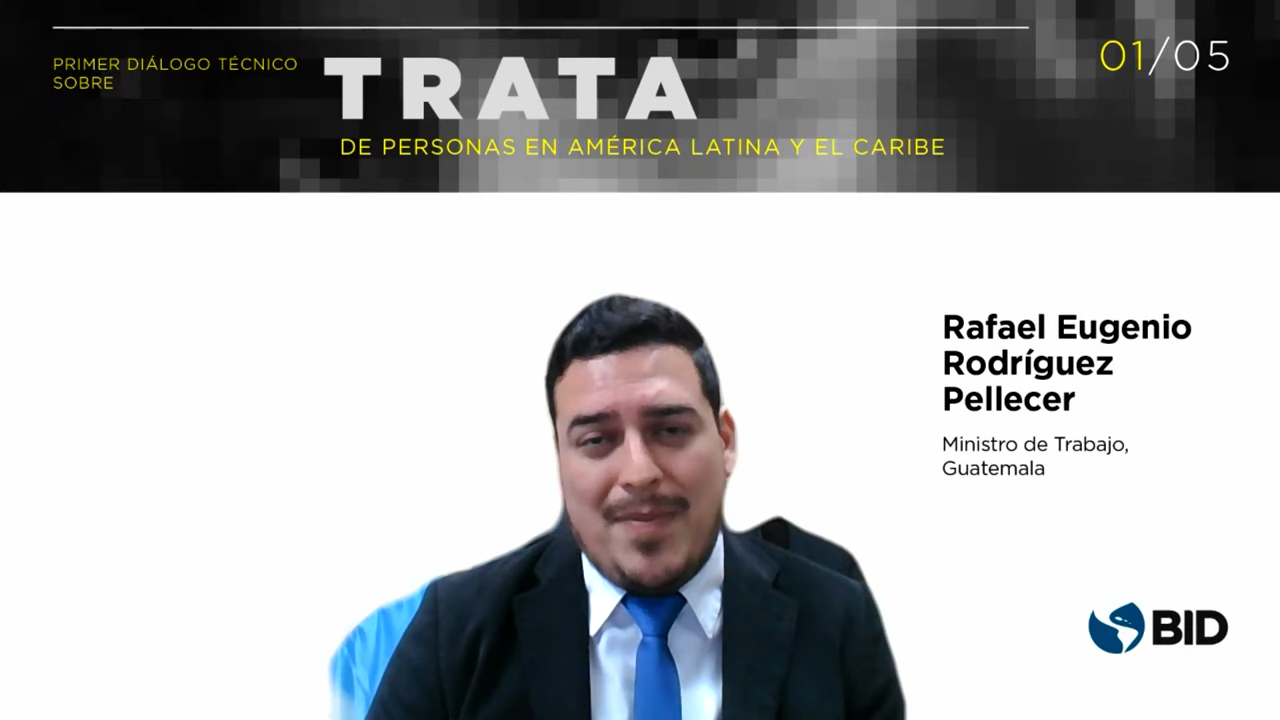 PRIMER DIÁLOGO TÉCNICO
SOBRE
TRATA
DE PERSONAS EN AMÉRICA LATINA Y EL CARIBE
01/05
Rafael Eugenio
Rodríguez
Pellecer
Ministro de Trabajo,
Guatemala
BID